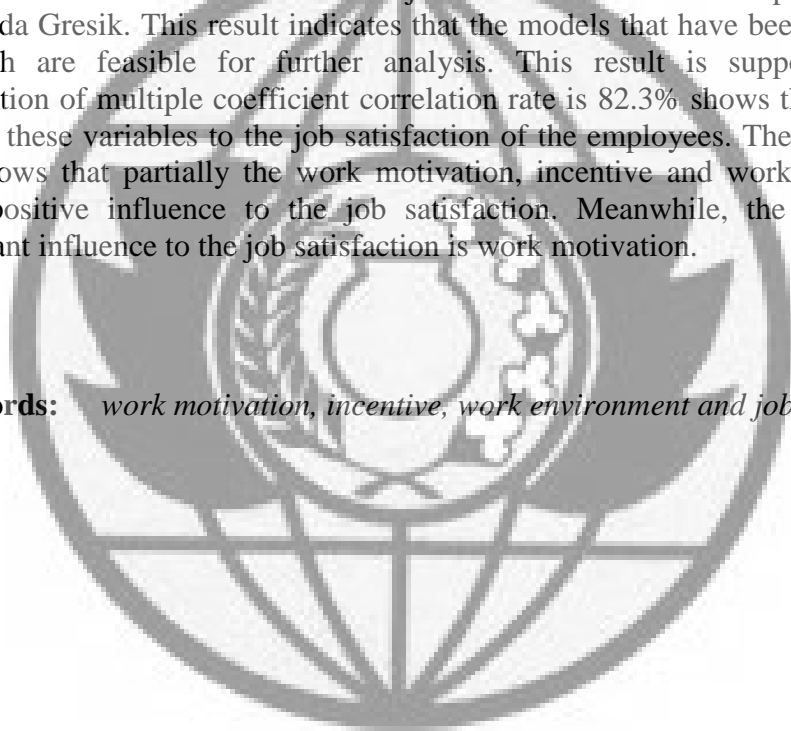 da Gresik. This result indicates that the models that have bee
h are feasible for further analysis. This result is supp
tion of multiple coefficient correlation rate is 82.3% shows t
these variables to the job satisfaction of the employees. The
ows that partially the work motivation, incentive and work
positive influence to the job satisfaction. Meanwhile, the
ant influence to the job satisfaction is work motivation.
ords: work motivation, incentive, work environment and job